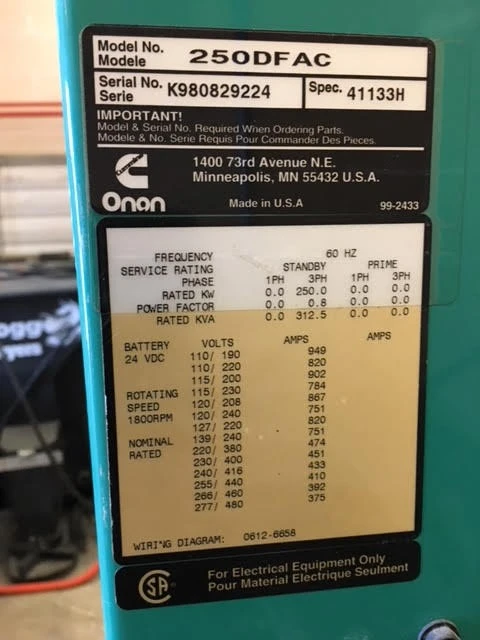 Model No. 250DFAC
Modele
Serial No. K980829224 Spec. 41133H
Serie
IMPORTANT!
Model & Serial No. Required When Ordering Parts.
Modele & No. Serie Requis Pour Commander Des Pieces.
1400 73rd Avenue N.E.
Minneapolis, MN 55432 U.S.A.
Onan Made in U.S.A 99-2433
FREQUENCY 60 HZ
SERVICE RATING STANDBY PRIME
PHASE 1PH 3PH 1PH 3PH
RATED KW 0.0 250.0 0.0 0.0
POWER FACTOR 0.0 0.8 0.0 0.0
RATED KVA 0.0 312.5 0.0 0.0
BATTERY VOLTS AMPS AMPS
24 VDC 110/ 190 949
110/ 220 820
115/ 200 902
ROTATING 115/ 230 784
SPEED 120/ 208 867
1800RPM 120/ 240 751
127/ 220 820
NOMINAL 139/ 240 751
RATED 220/ 380 474
230/ 400 451
240/ 416 433
255/ 440 410
266/ 460 392
277/ 480 375
WIRING DIAGRAM: 0612-6658
CSA ®
For Electrical Equipment Only
Pour Material Electrique Seulment